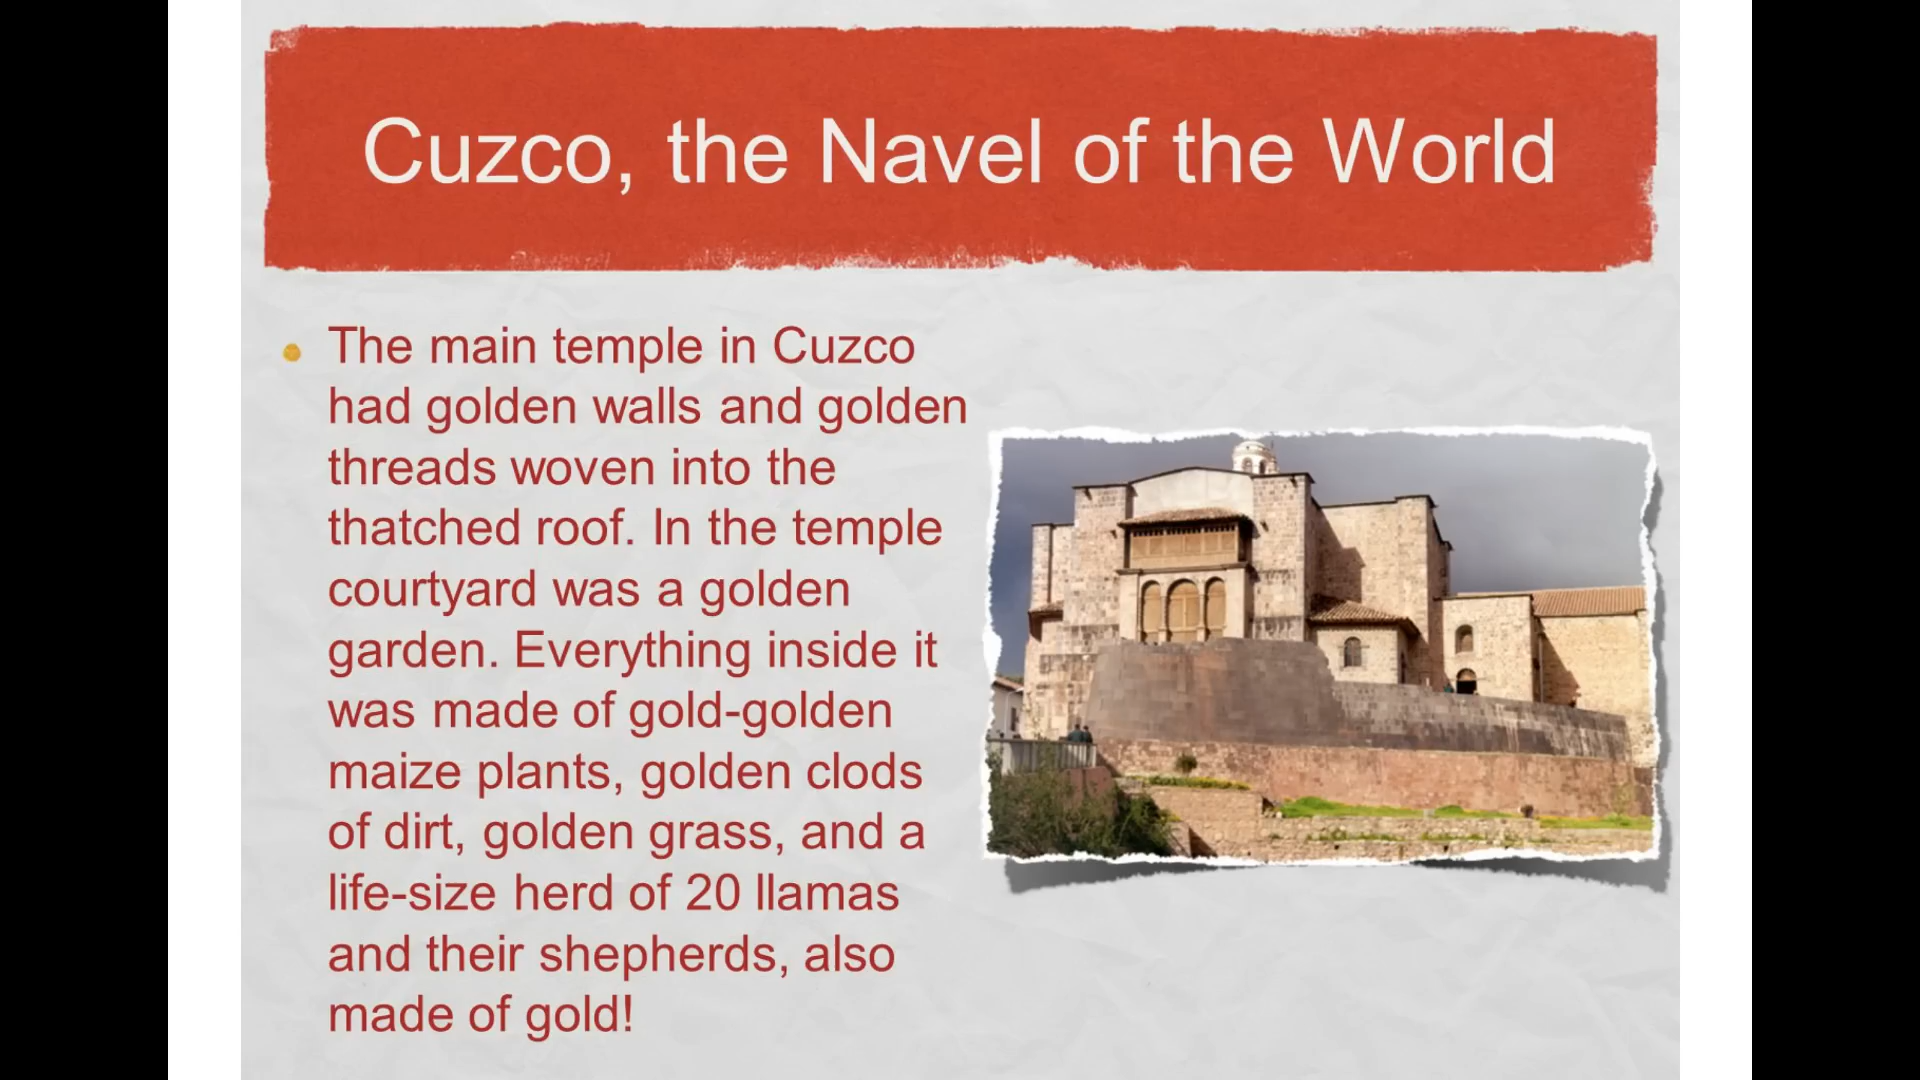 Cuzco, the Navel of the World
The main temple in Cuzco
had golden walls and golden
threads woven into the
thatched roof. In the temple
courtyard was a golden
garden. Everything inside it
was made of gold-golden
maize plants, golden clods
of dirt, golden grass, and a
life-size herd of 20 llamas
and their shepherds, also
made of gold!